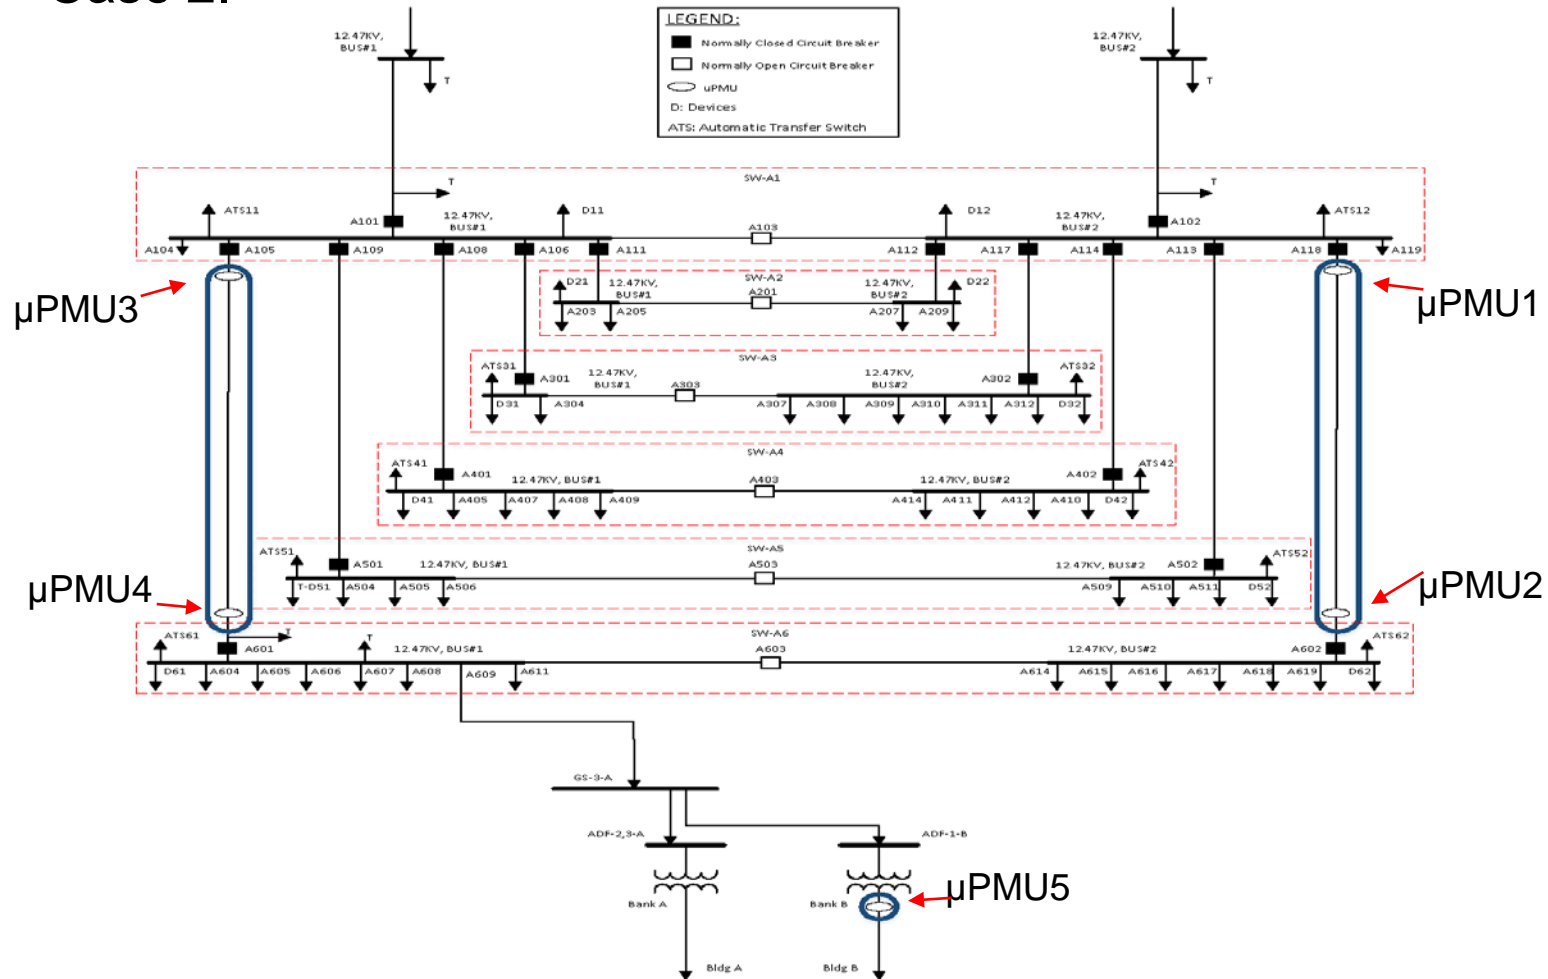 LEGEND:
Normally Closed Circuit Breaker
Normally Open Circuit Breaker
uPMU
D: Devices
ATS: Automatic Transfer Switch
12.47KV,
BUS#1
T
12.47KV,
BUS#2
T
SW-A1
T
T
ATS11
A101
12.47KV,
BUS#1
D11
A103
D12
12.47KV,
BUS#2
A102
ATS12
A104
A105
A109
A108
A106
A111
A112
A117
A114
A113
A118
A119
µPMU3
µPMU1
SW-A2
D21
12.47KV,
BUS#1
A201
12.47KV,
BUS#2
D22
A203
A205
A207
A209
SW-A3
ATS31
A301
12.47KV,
BUS#1
A303
12.47KV,
BUS#2
A302
ATS32
D31
A304
A307
A308
A309
A310
A311
A312
D32
SW-A4
ATS41
A401
12.47KV, BUS#1
A403
12.47KV, BUS#2
A402
ATS42
D41
A405
A407
A408
A409
A414
A411
A412
A410
D42
SW-A5
ATS51
A501
12.47KV, BUS#1
A503
12.47KV, BUS#2
A502
ATS52
T-D51
A504
A505
A506
A509
A510
A511
D52
µPMU4
µPMU2
SW-A6
ATS61
A601
T
12.47KV, BUS#1
A603
12.47KV, BUS#2
A602
ATS62
T
D61
A604
A605
A606
A607
A608
A609
A611
A614
A615
A616
A617
A618
A619
D62
GS-3-A
ADF-2,3-A
ADF-1-B
Bank A
Bank B
µPMU5
Bldg A
Bldg B